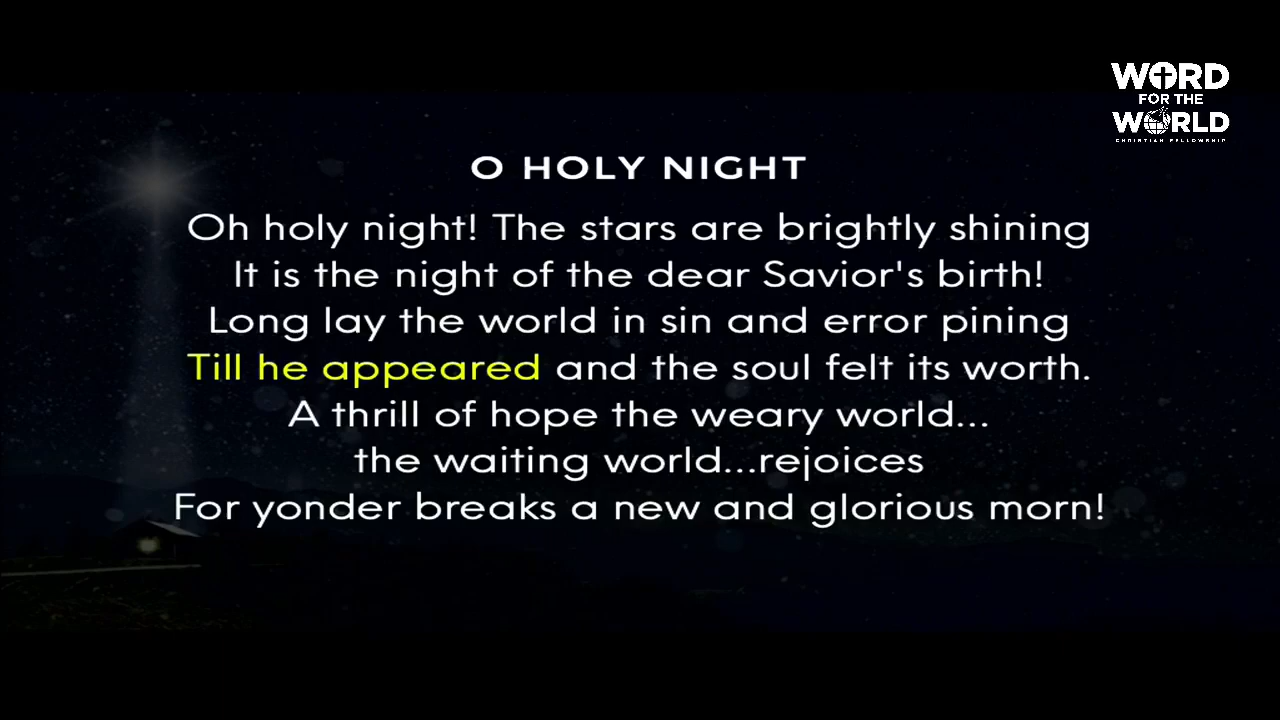 WORD
FOR THE
WORLD
CHRISTIAN FELLOWSHIP
O HOLY NIGHT
Oh holy night! The stars are brightly shining
It is the night of the dear Savior's birth!
Long lay the world in sin and error pining
Till he appeared and the soul felt its worth.
A thrill of hope the weary world...
the waiting world...rejoices
For yonder breaks a new and glorious morn!